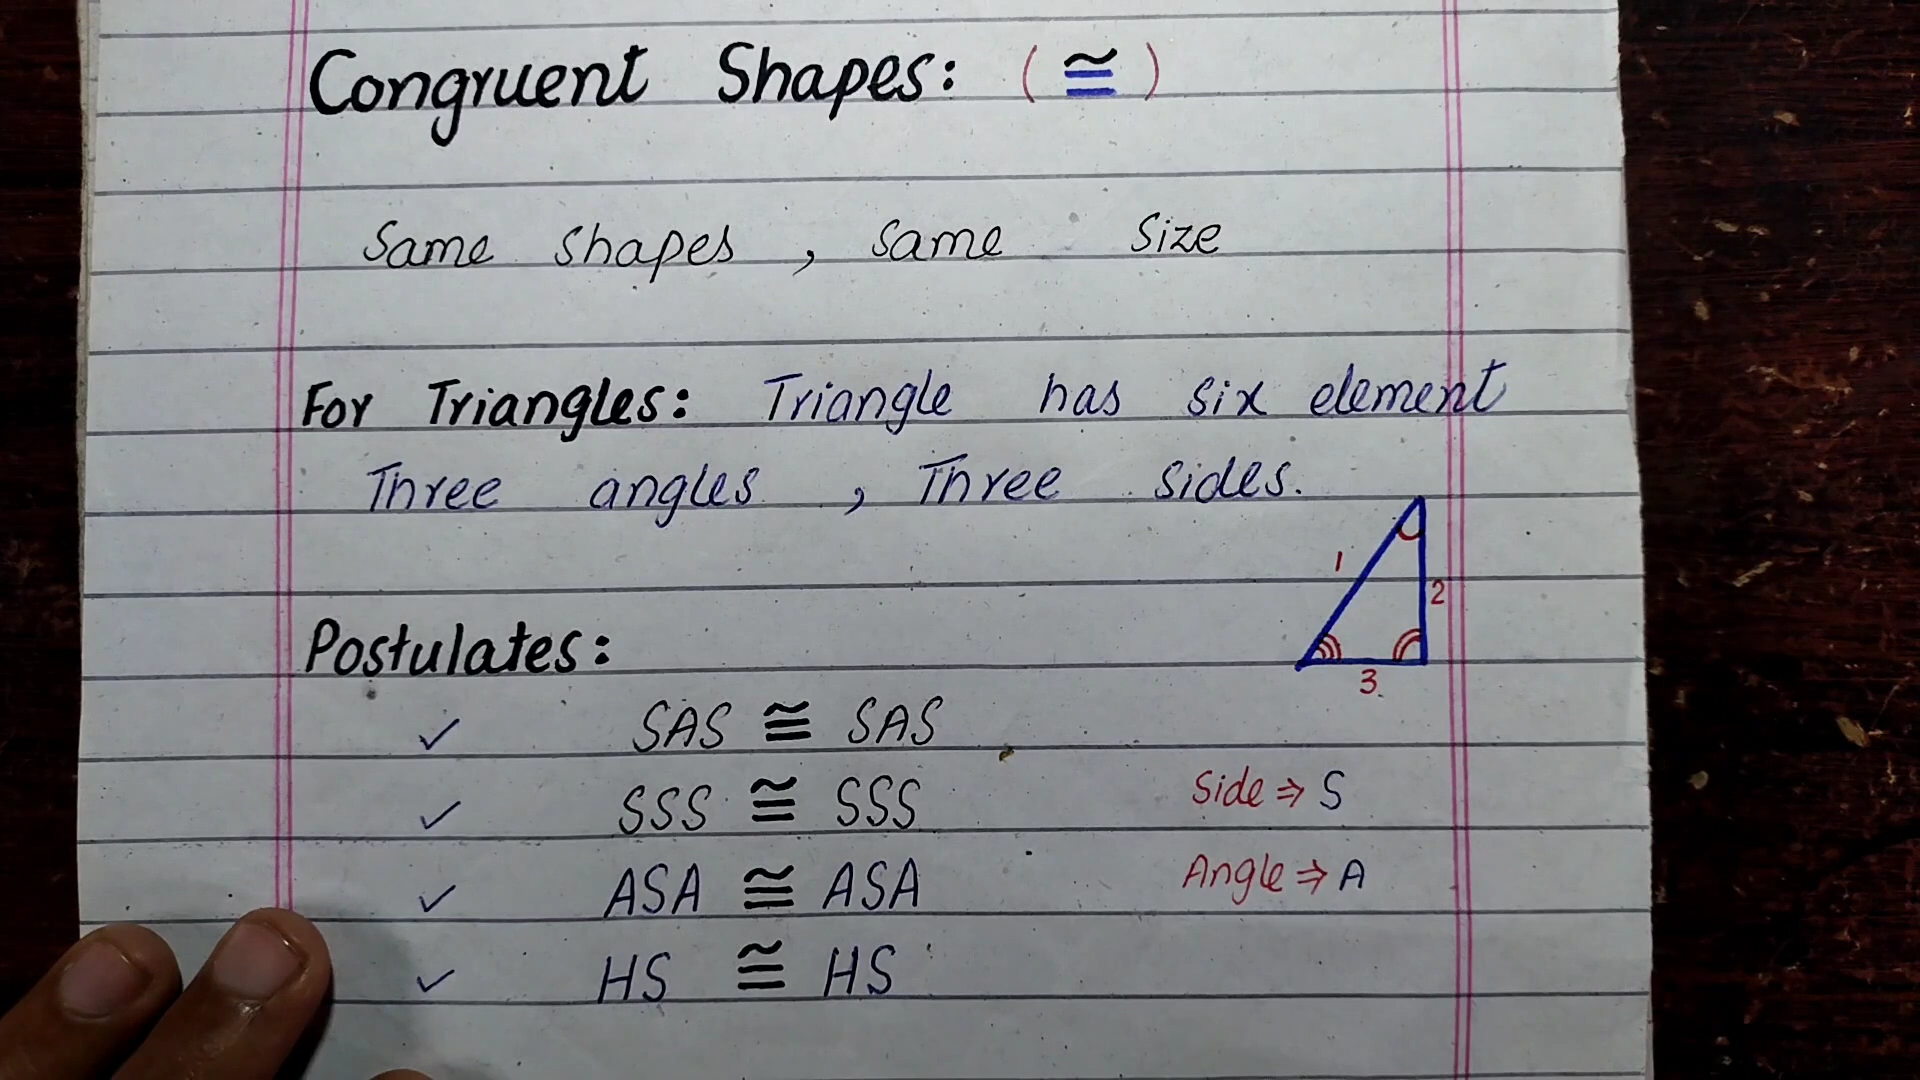 Congruent Shapes: (≅)
Same shapes, same size
For Triangles: Triangle has six element
Three angles, Three sides.
1
2
3
Postulates:
✓ SAS ≅ SAS
✓ SSS ≅ SSS
Side ⇒ S
✓ ASA ≅ ASA
Angle ⇒ A
✓ HS ≅ HS